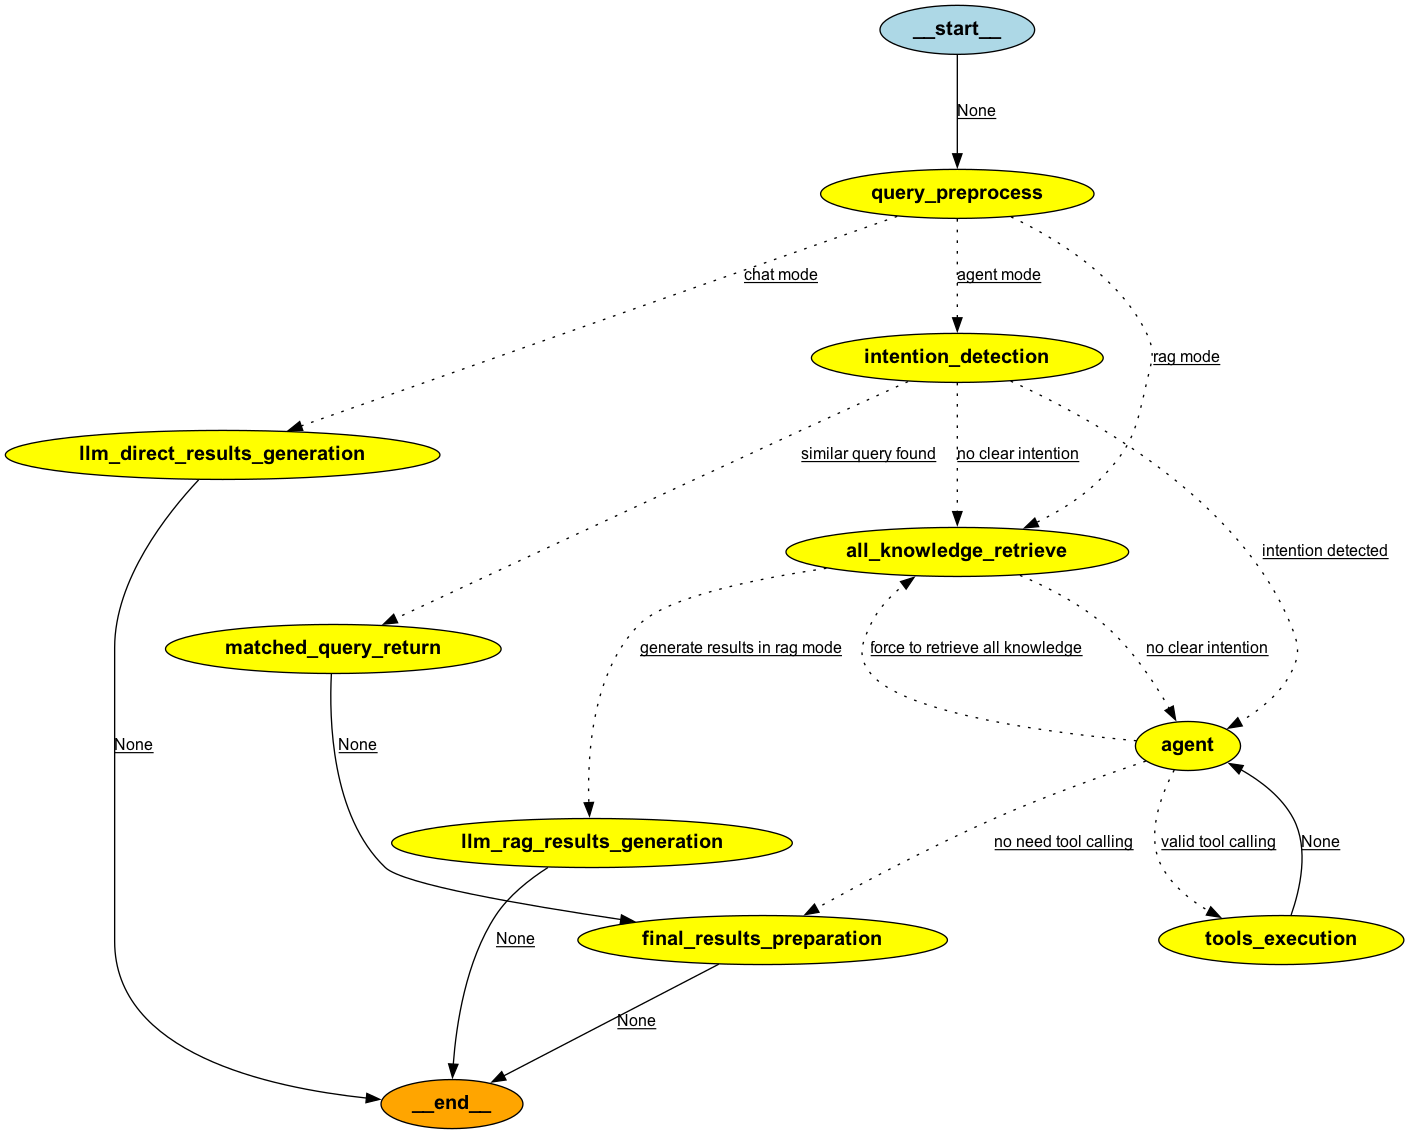 __start__
None
query_preprocess
chat mode
agent mode
intention_detection
rag mode
llm_direct_results_generation
similar query found
no clear intention
all_knowledge_retrieve
intention detected
matched_query_return
generate results in rag mode
force to retrieve all knowledge
no clear intention
None
None
agent
llm_rag_results_generation
no need tool calling
valid tool calling
None
None
final_results_preparation
tools_execution
None
__end__